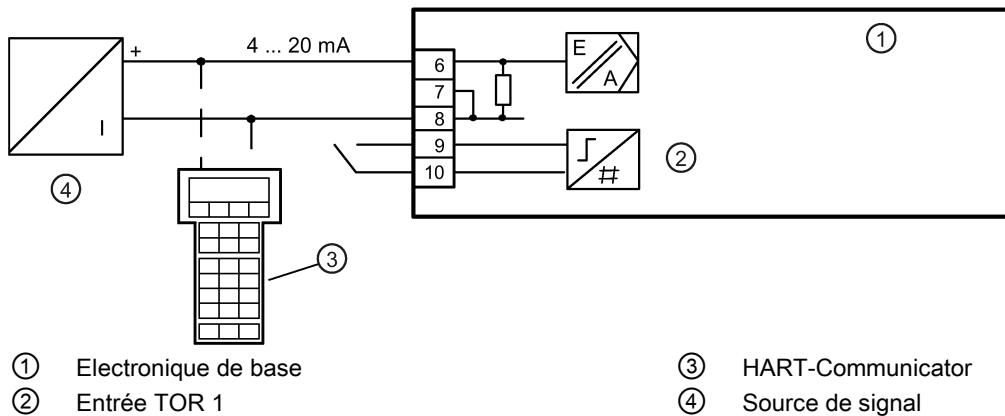 ①
+
4 ... 20 mA
6
E
A
7
I
8
9
②
10
④
③
① Electronique de base
③ HART-Communicator
② Entrée TOR 1
④ Source de signal